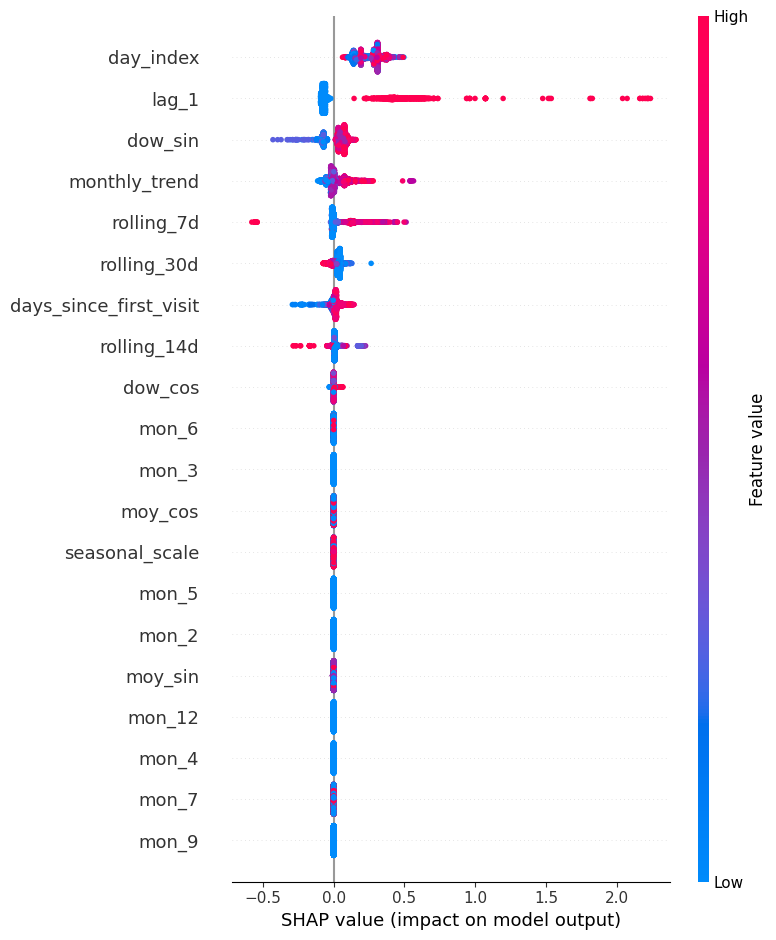 High
day_index
lag_1
dow_sin
monthly_trend
rolling_7d
rolling_30d
days_since_first_visit
rolling_14d
dow_cos
mon_6
mon_3
moy_cos
seasonal_scale
mon_5
mon_2
moy_sin
mon_12
mon_4
mon_7
mon_9
Feature value
Low
−0.5 0.0 0.5 1.0 1.5 2.0
SHAP value (impact on model output)